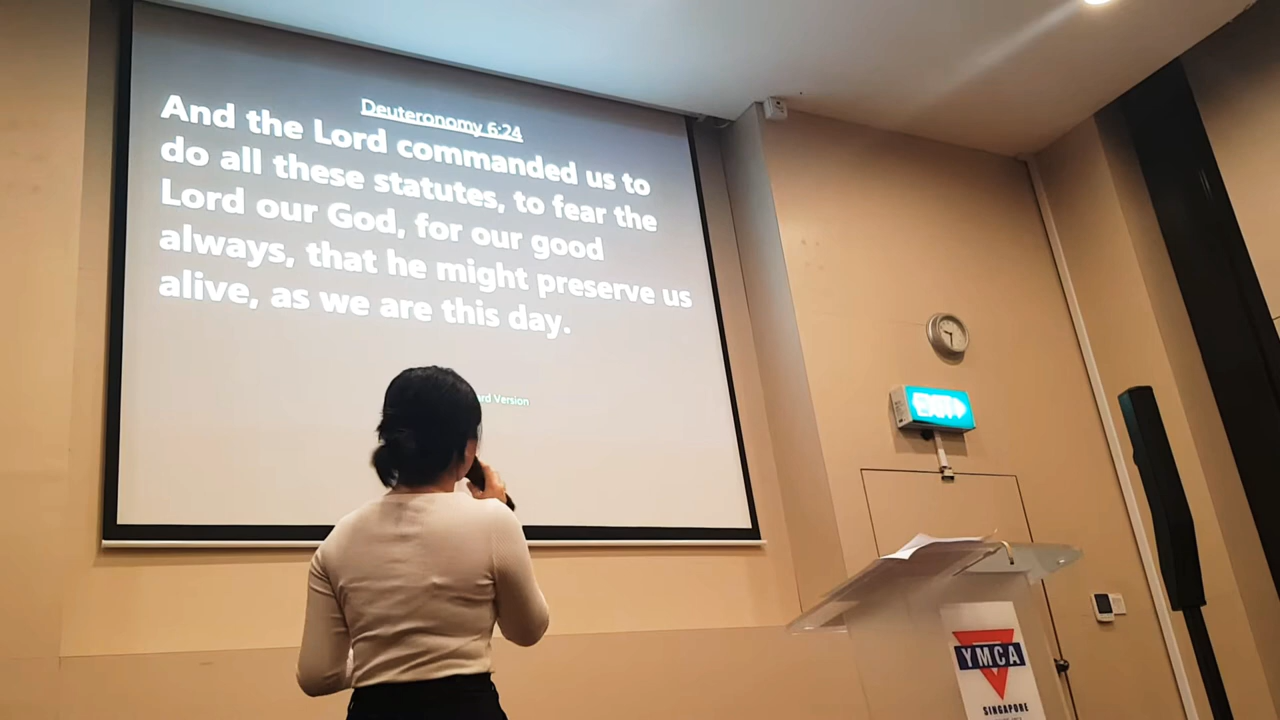 Deuteronomy 6:24
And the Lord commanded us to
do all these statutes, to fear the
Lord our God, for our good
always, that he might preserve us
alive, as we are this day.
Version
EXIT
YMCA
SINGAPORE